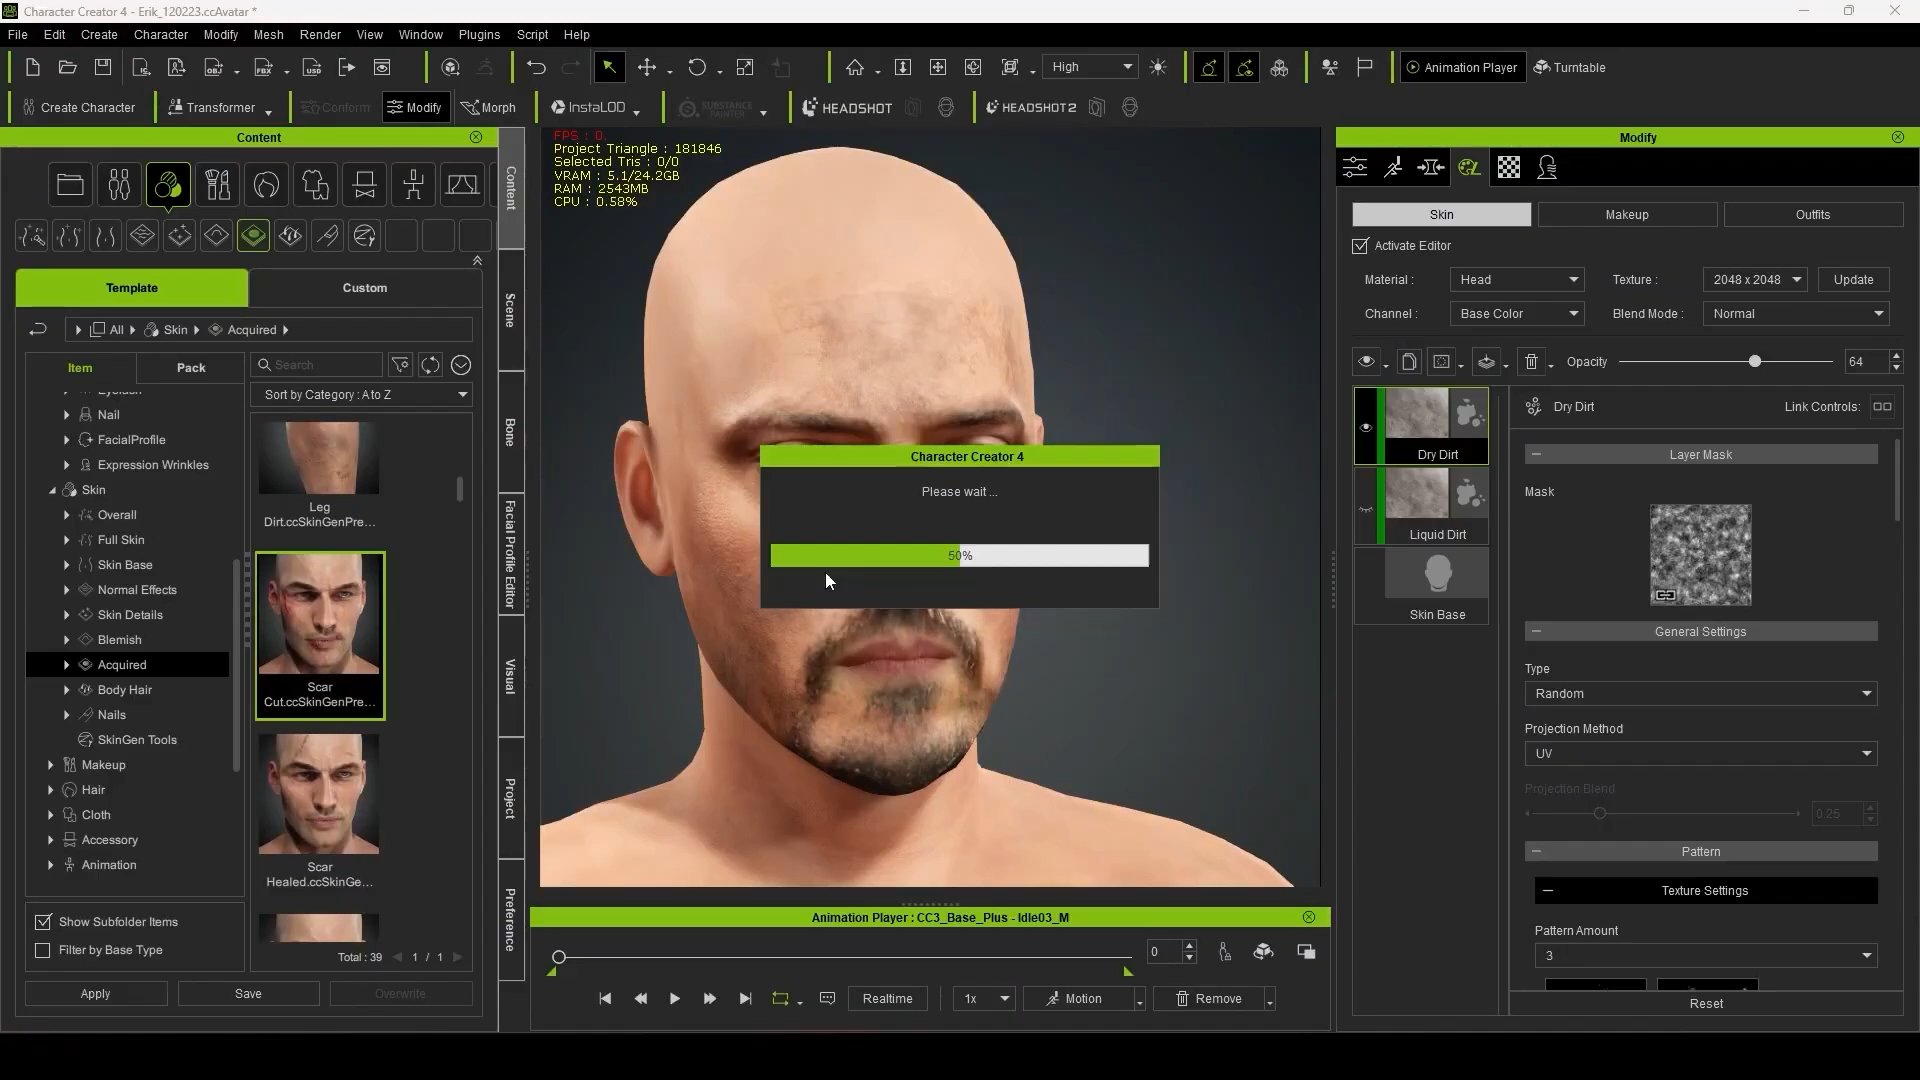 Character Creator 4 - Erik_120223.ccAvatar *
File Edit Create Character Modify Mesh Render View Window Plugins Script Help
High
Animation Player
Turntable
Create Character
Transformer
Conform
Modify
Morph
InstaLOD
SUBSTANCE PAINTER
HEADSHOT
HEADSHOT 2
Content
Template
Custom
All
Skin
Acquired
Item
Pack
Search
Sort by Category : A to Z
Nail
FacialProfile
Expression Wrinkles
Skin
Overall
Full Skin
Skin Base
Normal Effects
Skin Details
Blemish
Acquired
Body Hair
Nails
SkinGen Tools
Makeup
Hair
Cloth
Accessory
Animation
Leg
Dirt.ccSkinGenPre...
Scar
Cut.ccSkinGenPre...
Scar
Healed.ccSkinGe...
Show Subfolder Items
Filter by Base Type
Total : 39
1 / 1
Apply
Save
Overwrite
Content
Scene
Bone
Facial Profile Editor
Visual
Project
Preference
FPS : 0.
Project Triangle : 181846
Selected Tris : 0/0
VRAM : 5.1/24.2GB
RAM : 2543MB
CPU : 0.58%
Character Creator 4
Please wait ...
50%
Animation Player : CC3_Base_Plus - Idle03_M
0
Realtime
1x
Motion
Remove
Modify
Skin
Makeup
Outfits
Activate Editor
Material :
Head
Texture :
2048 x 2048
Update
Channel :
Base Color
Blend Mode :
Normal
Opacity
64
Dry Dirt
Liquid Dirt
Skin Base
Dry Dirt
Link Controls:
Layer Mask
Mask
General Settings
Type
Random
Projection Method
UV
Projection Blend
0.25
Pattern
Texture Settings
Pattern Amount
3
Reset